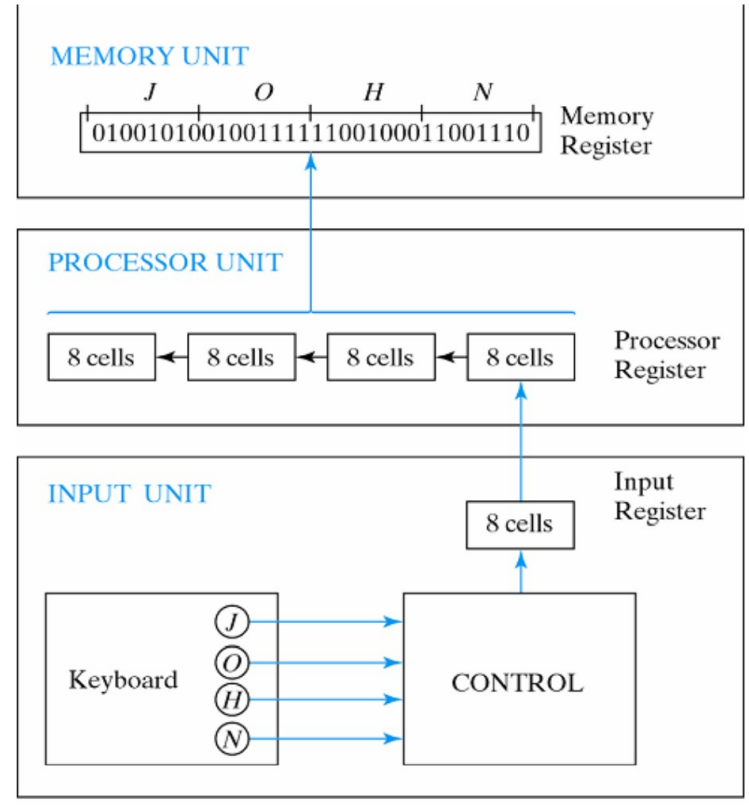 MEMORY UNIT
J O H N
01001010010011111100100011001110
Memory
Register
PROCESSOR UNIT
8 cells 8 cells 8 cells 8 cells
Processor
Register
INPUT UNIT
Input
Register
8 cells
J
O
Keyboard
CONTROL
H
N